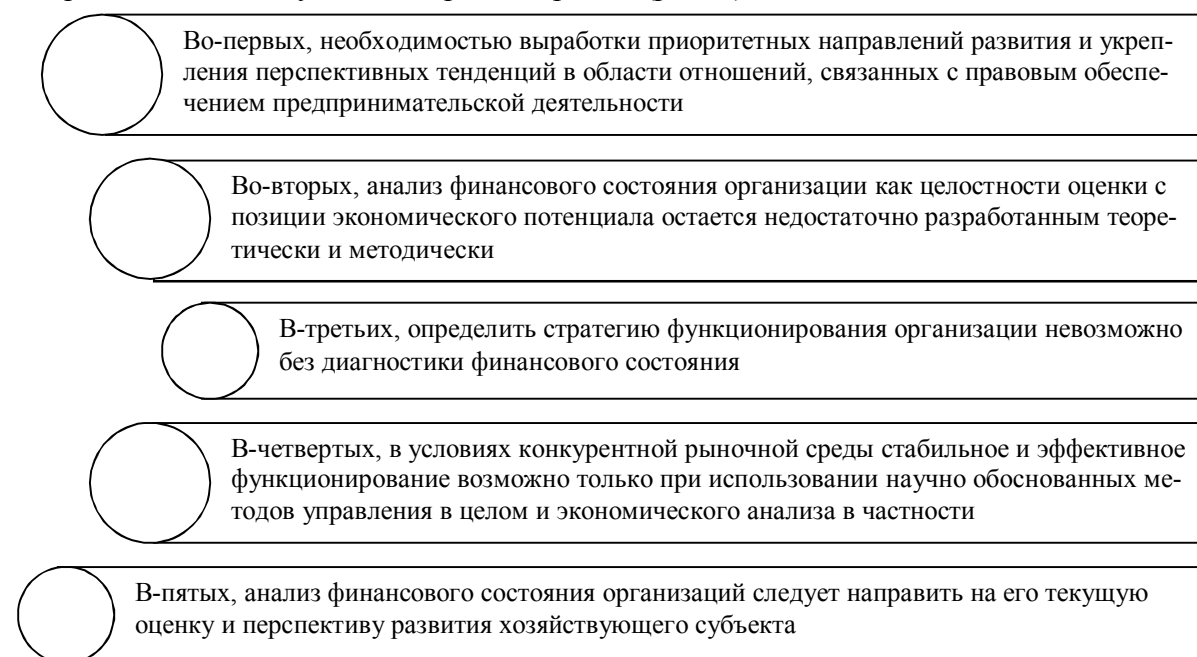 Во-первых, необходимостью выработки приоритетных направлений развития и укреп-
ления перспективных тенденций в области отношений, связанных с правовым обеспе-
чением предпринимательской деятельности
Во-вторых, анализ финансового состояния организации как целостности оценки с
позиции экономического потенциала остается недостаточно разработанным теоре-
тически и методически
В-третьих, определить стратегию функционирования организации невозможно
без диагностики финансового состояния
В-четвертых, в условиях конкурентной рыночной среды стабильное и эффективное
функционирование возможно только при использовании научно обоснованных ме-
тодов управления в целом и экономического анализа в частности
В-пятых, анализ финансового состояния организаций следует направить на его текущую
оценку и перспективу развития хозяйствующего субъекта